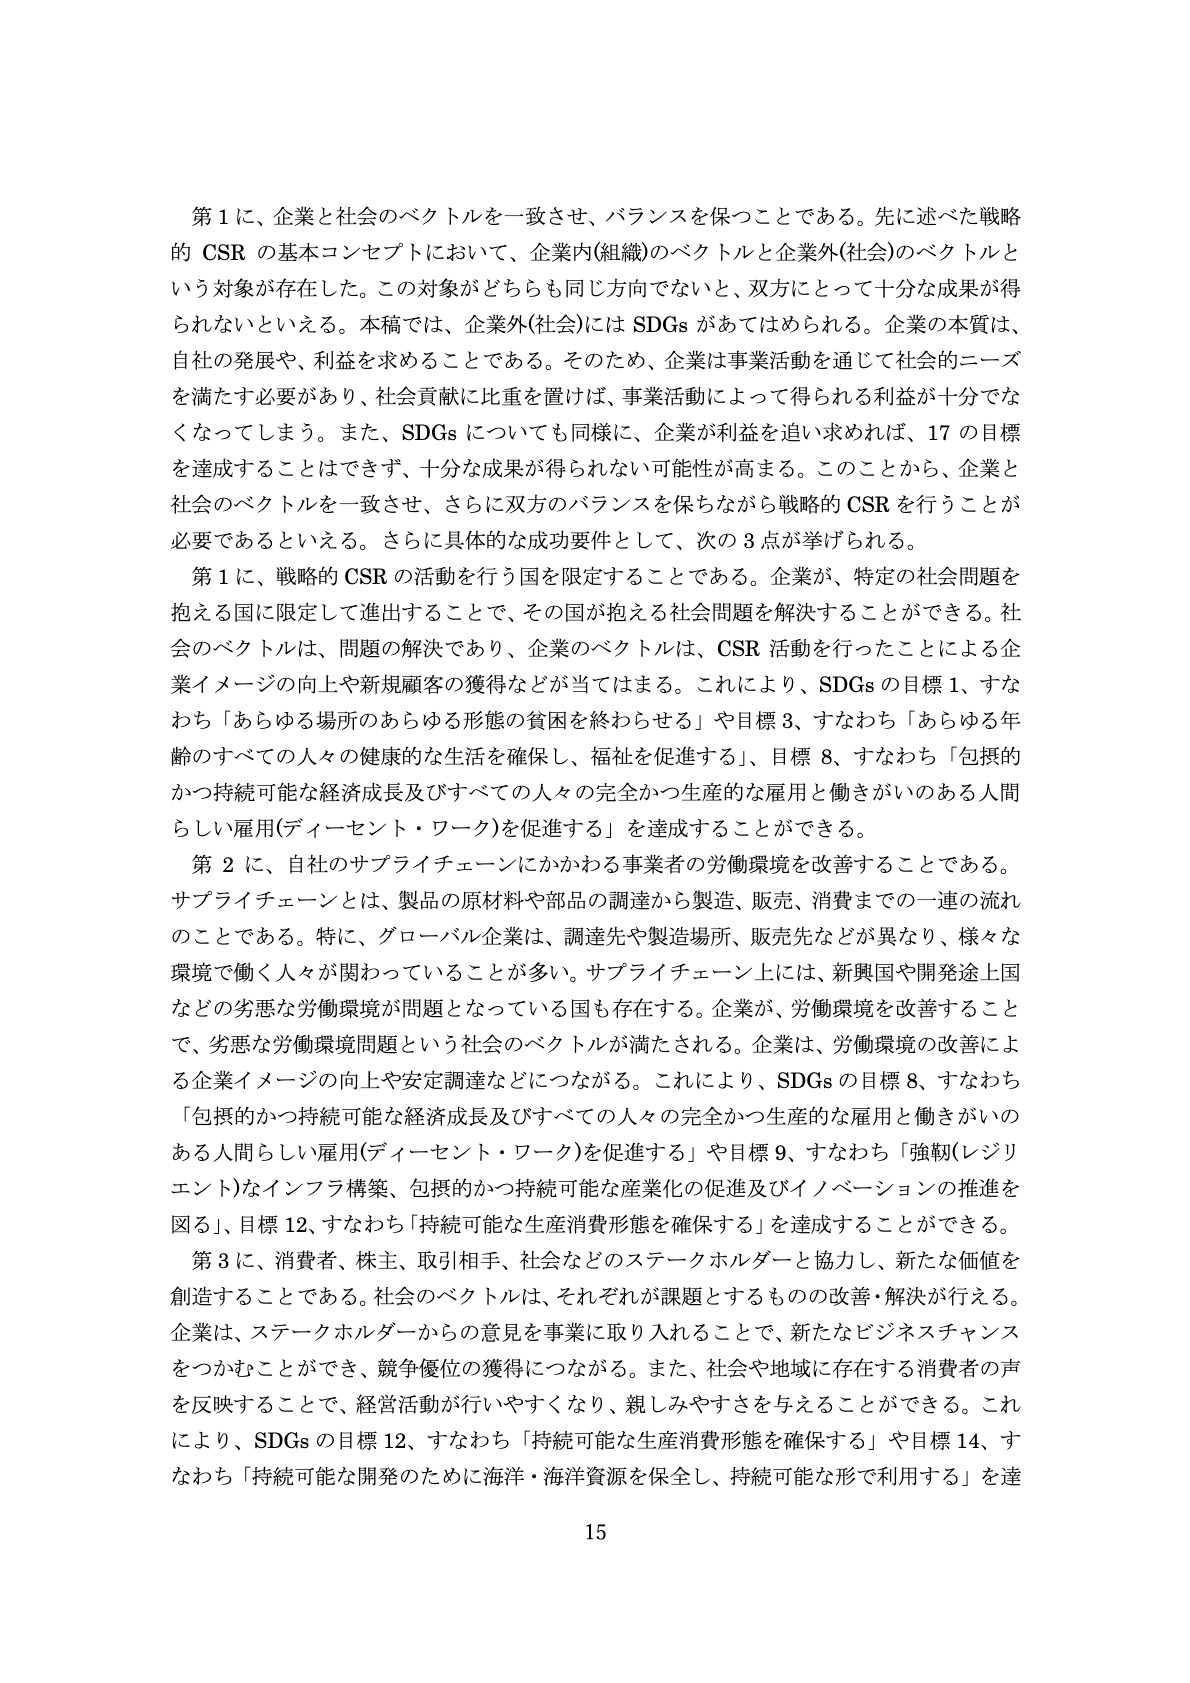 第 1 に、企業と社会のベクトルを一致させ、バランスを保つことである。先に述べた戦略
的 CSR の基本コンセプトにおいて、企業内(組織)のベクトルと企業外(社会)のベクトルと
いう対象が存在した。この対象がどちらも同じ方向でないと、双方にとって十分な成果が得
られないといえる。本稿では、企業外(社会)には SDGs があてはめられる。企業の本質は、
自社の発展や、利益を求めることである。そのため、企業は事業活動を通じて社会的ニーズ
を満たす必要があり、社会貢献に比重を置けば、事業活動によって得られる利益が十分でな
くなってしまう。また、SDGs についても同様に、企業が利益を追い求めれば、17 の目標
を達成することはできず、十分な成果が得られない可能性が高まる。このことから、企業と
社会のベクトルを一致させ、さらに双方のバランスを保ちながら戦略的 CSR を行うことが
必要であるといえる。さらに具体的な成功要件として、次の 3 点が挙げられる。
第 1 に、戦略的 CSR の活動を行う国を限定することである。企業が、特定の社会問題を
抱える国に限定して進出することで、その国が抱える社会問題を解決することができる。社
会のベクトルは、問題の解決であり、企業のベクトルは、CSR 活動を行ったことによる企
業イメージの向上や新規顧客の獲得などが当てはまる。これにより、SDGs の目標 1、すな
わち「あらゆる場所のあらゆる形態の貧困を終わらせる」や目標 3、すなわち「あらゆる年
齢のすべての人々の健康的な生活を確保し、福祉を促進する」、目標 8、すなわち「包摂的
かつ持続可能な経済成長及びすべての人々の完全かつ生産的な雇用と働きがいのある人間
らしい雇用(ディーセント・ワーク)を促進する」を達成することができる。
第 2 に、自社のサプライチェーンにかかわる事業者の労働環境を改善することである。
サプライチェーンとは、製品の原材料や部品の調達から製造、販売、消費までの一連の流れ
のことである。特に、グローバル企業は、調達先や製造場所、販売先などが異なり、様々な
環境で働く人々が関わっていることが多い。サプライチェーン上には、新興国や開発途上国
などの劣悪な労働環境が問題となっている国も存在する。企業が、労働環境を改善すること
で、劣悪な労働環境問題という社会のベクトルが満たされる。企業は、労働環境の改善によ
る企業イメージの向上や安定調達などにつながる。これにより、SDGs の目標 8、すなわち
「包摂的かつ持続可能な経済成長及びすべての人々の完全かつ生産的な雇用と働きがいの
ある人間らしい雇用(ディーセント・ワーク)を促進する」や目標 9、すなわち「強靭(レジリ
エント)なインフラ構築、包摂的かつ持続可能な産業化の促進及びイノベーションの推進を
図る」、目標 12、すなわち「持続可能な生産消費形態を確保する」を達成することができる。
第 3 に、消費者、株主、取引相手、社会などのステークホルダーと協力し、新たな価値を
創造することである。社会のベクトルは、それぞれが課題とするものの改善・解決が行える。
企業は、ステークホルダーからの意見を事業に取り入れることで、新たなビジネスチャンス
をつかむことができ、競争優位の獲得につながる。また、社会や地域に存在する消費者の声
を反映することで、経営活動が行いやすくなり、親しみやすさを与えることができる。これ
により、SDGs の目標 12、すなわち「持続可能な生産消費形態を確保する」や目標 14、す
なわち「持続可能な開発のために海洋・海洋資源を保全し、持続可能な形で利用する」を達
15